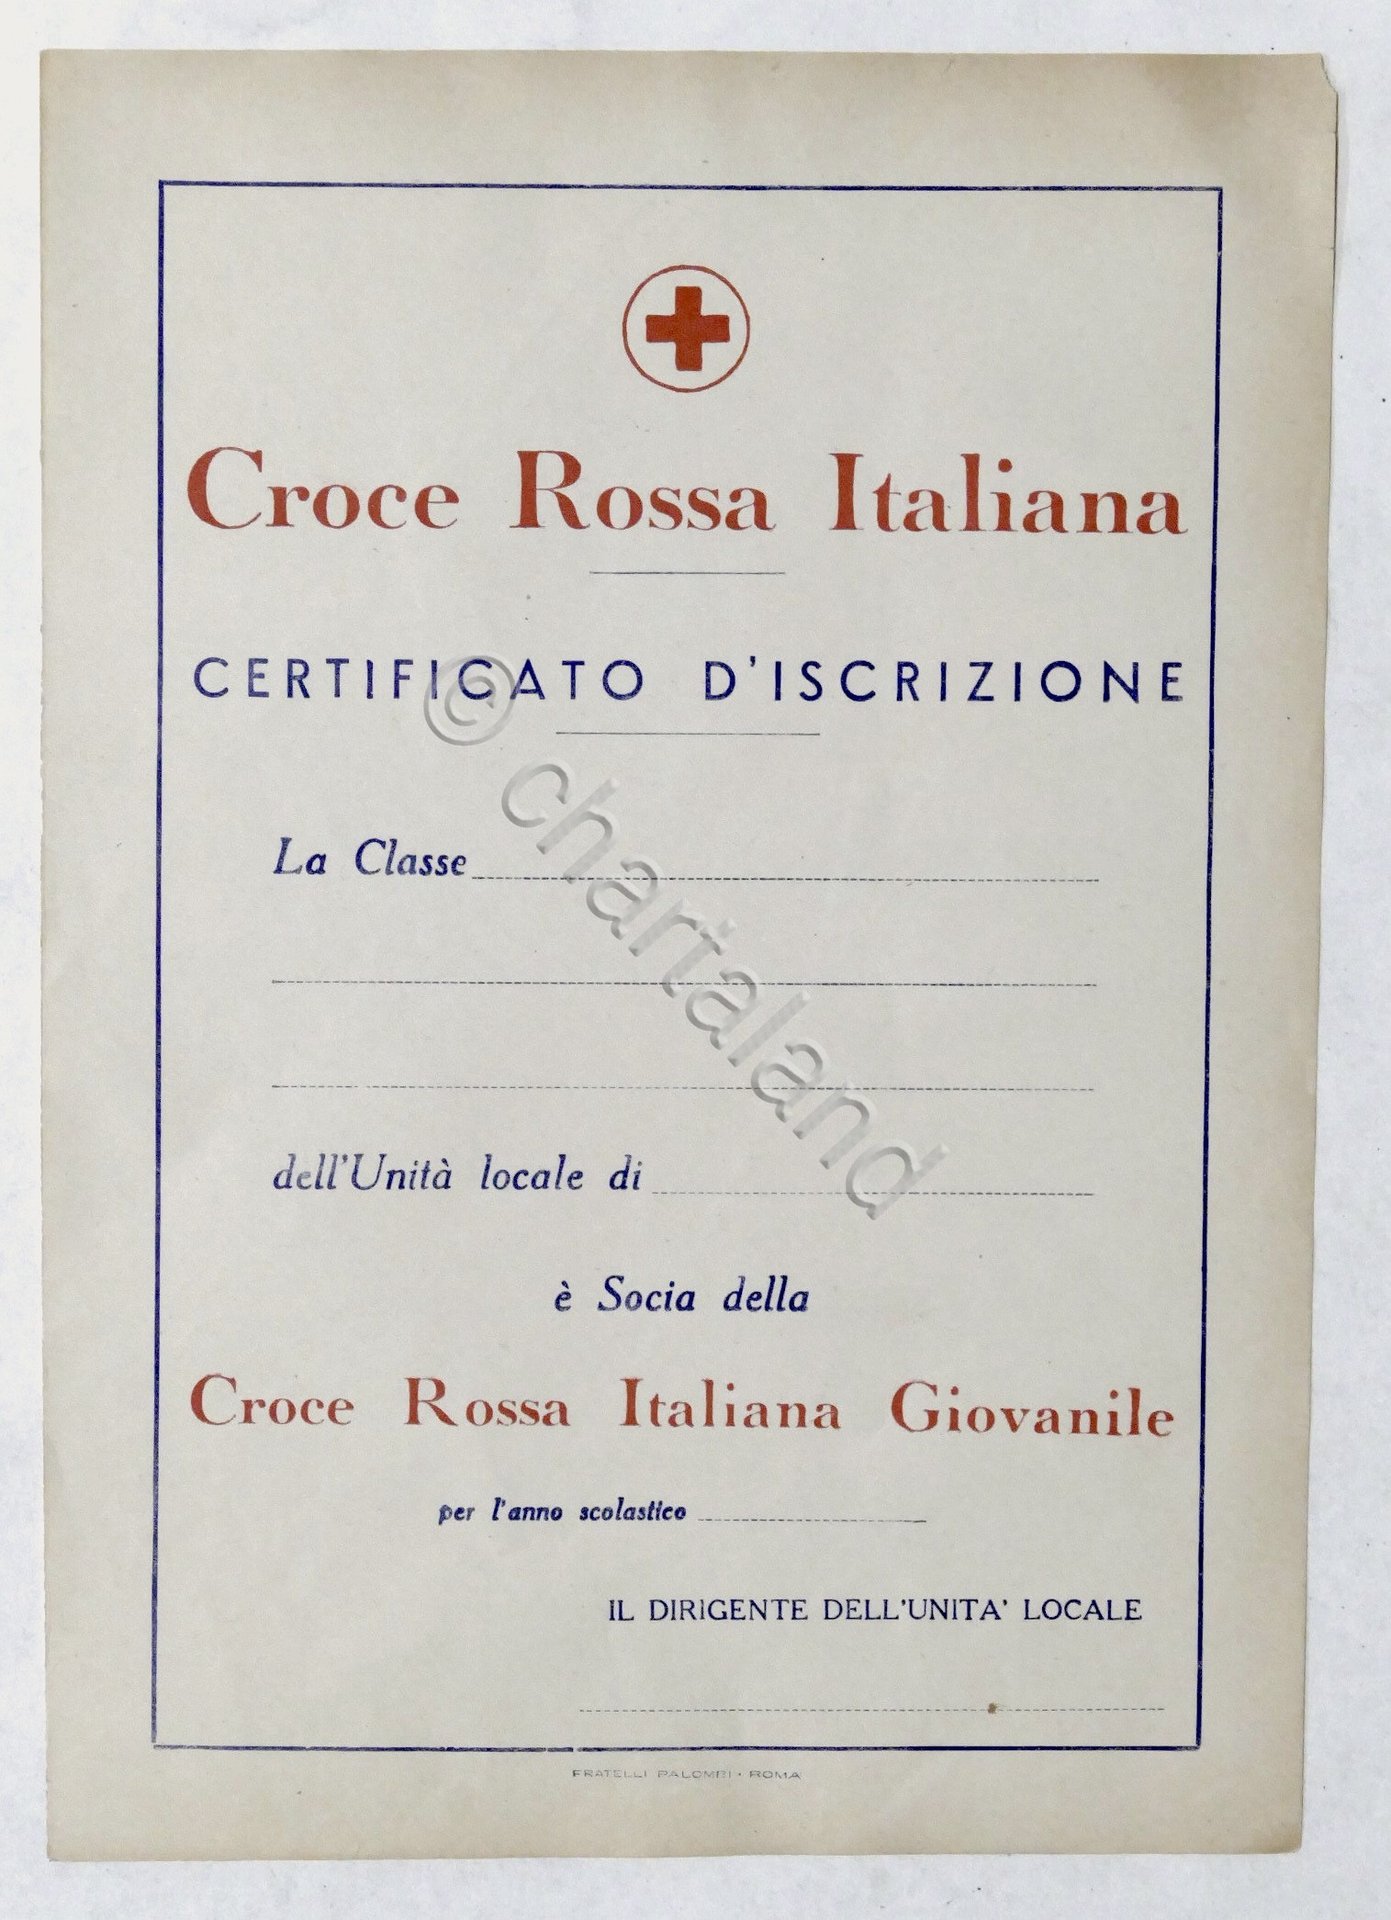 Croce Rossa Italiana
CERTIFICATO D'ISCRIZIONE
© chartaland
La Classe
dell'Unità locale di
è Socia della
Croce Rossa Italiana Giovanile
per l'anno scolastico
IL DIRIGENTE DELL'UNITA' LOCALE
FRATELLI PALOMBI - ROMA